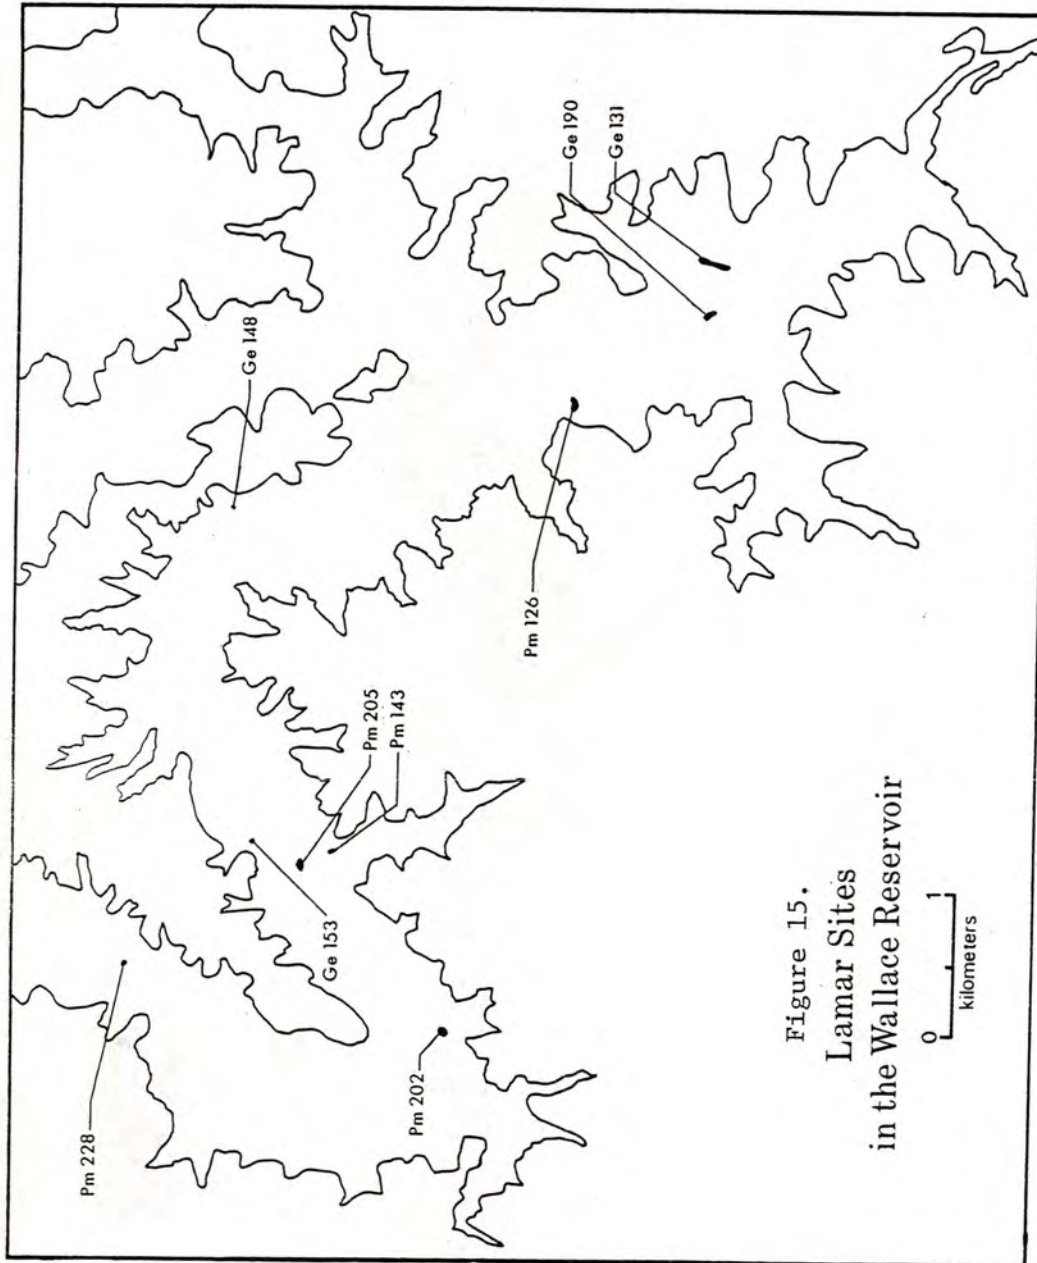 Pm 228
Ge 148
Ge 153
Pm 205
Pm 143
Pm 202
Pm 126
Ge 190
Ge 131
Figure 15.
Lamar Sites
in the Wallace Reservoir
0 1
kilometers